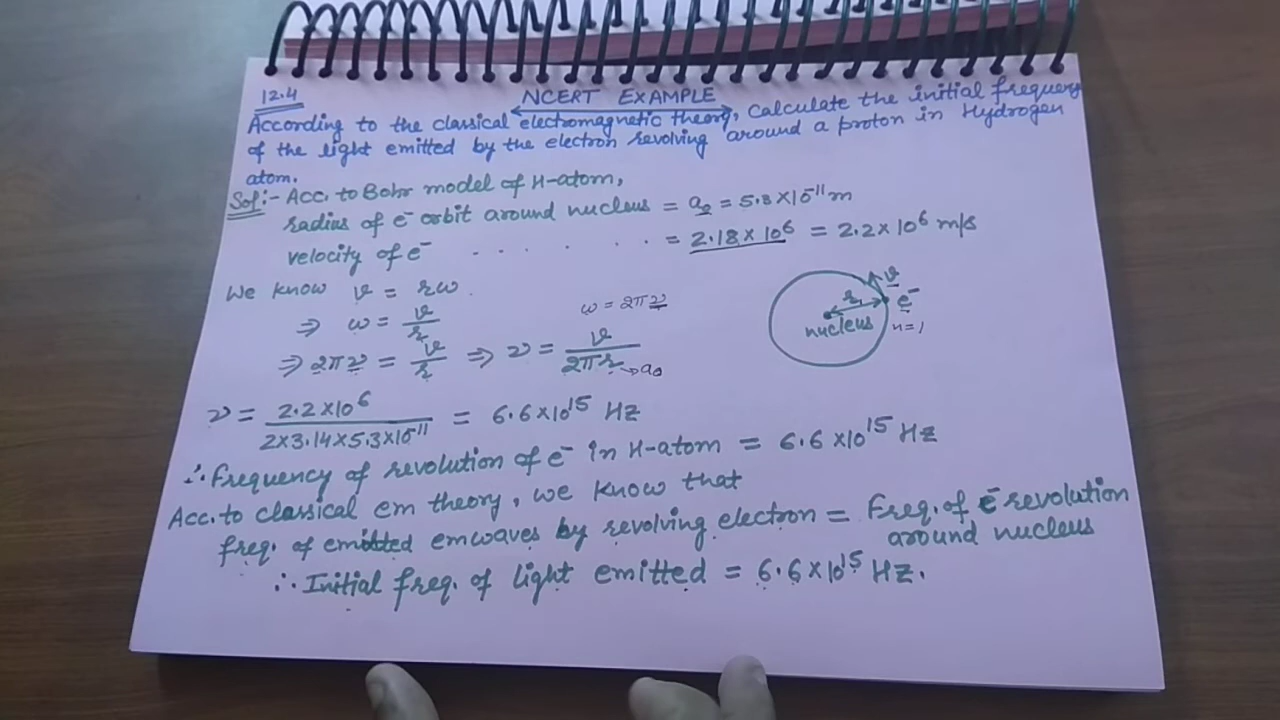 12.4
NCERT EXAMPLE
According to the classical electromagnetic theory, Calculate the initial frequency
of the light emitted by the electron revolving around a proton in Hydrogen
atom.
Sol:- Acc. to Bohr model of H-atom,
radius of e⁻ orbit around nucleus = a₀ = 5.3 × 10⁻¹¹ m
velocity of e⁻ . . . . . . . = 2.18 × 10⁶ = 2.2 × 10⁶ m/s
We know v = rω
ω = 2πν
⇒ ω = v/r
⇒ 2πν = v/r ⇒ ν = v/2πr → a₀
v
r₁ e⁻
nucleus n=1
ν = 2.2×10⁶ / 2×3.14×5.3×10⁻¹¹ = 6.6×10¹⁵ Hz
∴ Frequency of revolution of e⁻ in H-atom = 6.6×10¹⁵ Hz
Acc. to classical em theory, we know that
freq. of emitted emwaves by revolving electron = Freq. of e⁻ revolution
around nucleus
∴ Initial freq. of light emitted = 6.6×10¹⁵ Hz.